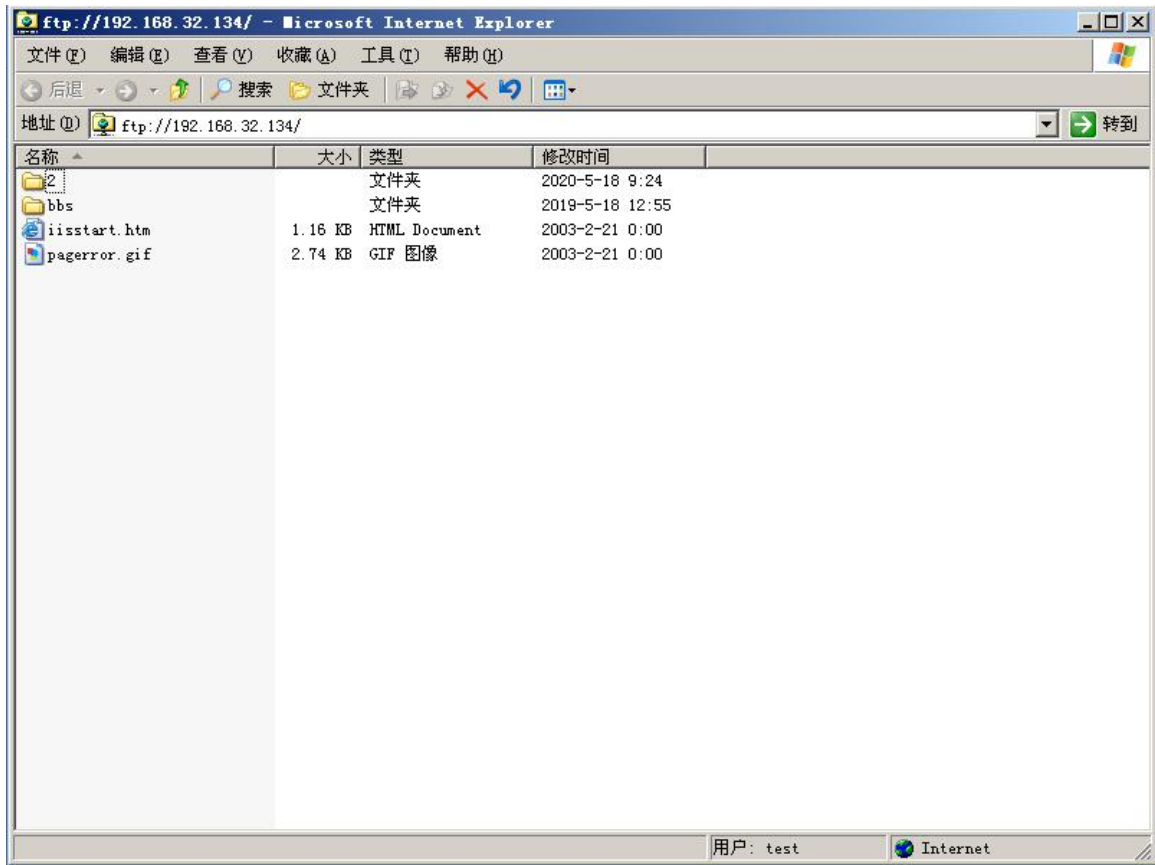 ftp://192.168.32.134/ - Microsoft Internet Explorer
文件(F) 编辑(E) 查看(V) 收藏(A) 工具(T) 帮助(H)
后退 搜索 文件夹
地址(D) ftp://192.168.32.134/ 转到
名称 大小 类型 修改时间
2 文件夹 2020-5-18 9:24
bbs 文件夹 2019-5-18 12:55
iisstart.htm 1.16 KB HTML Document 2003-2-21 0:00
pagerror.gif 2.74 KB GIF 图像 2003-2-21 0:00
用户: test Internet